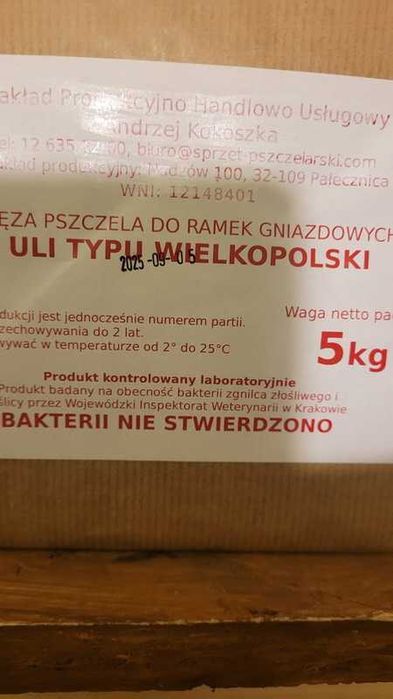 akład Produkcyjno Handlowo Usługowy
Andrzej Kokoszka
el: 12 635 biuro@sprzet-pszczelarski.com
akład produkcyjny: 100, 32-109 Pałecznica
WNI: 12148401
ĘZA PSZCZELA DO RAMEK GNIAZDOWYCH
ULI TYPU WIELKOPOLSKI
2025-09-05
dukcji jest jednocześnie numerem partii.
zechowywania do 2 lat.
wywać w temperaturze od 2° do 25°C
Waga netto pa
5kg
Produkt kontrolowany laboratoryjnie
Produkt badany na obecność bakterii zgnilca złośliwego i
ślicy przez Wojewódzki Inspektorat Weterynarii w Krakowie
BAKTERII NIE STWIERDZONO